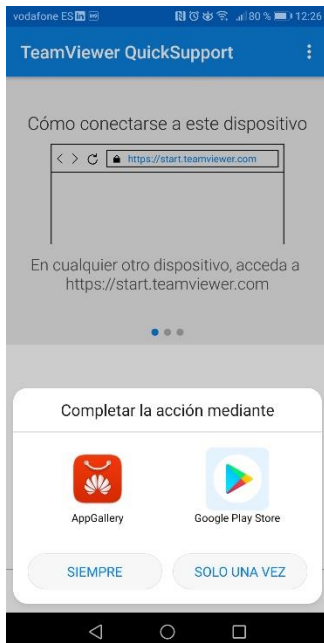 vodafone ES 80 % 12:26
TeamViewer QuickSupport
Cómo conectarse a este dispositivo
https://start.teamviewer.com
En cualquier otro dispositivo, acceda a
https://start.teamviewer.com
Completar la acción mediante
AppGallery Google Play Store
SIEMPRE SOLO UNA VEZ